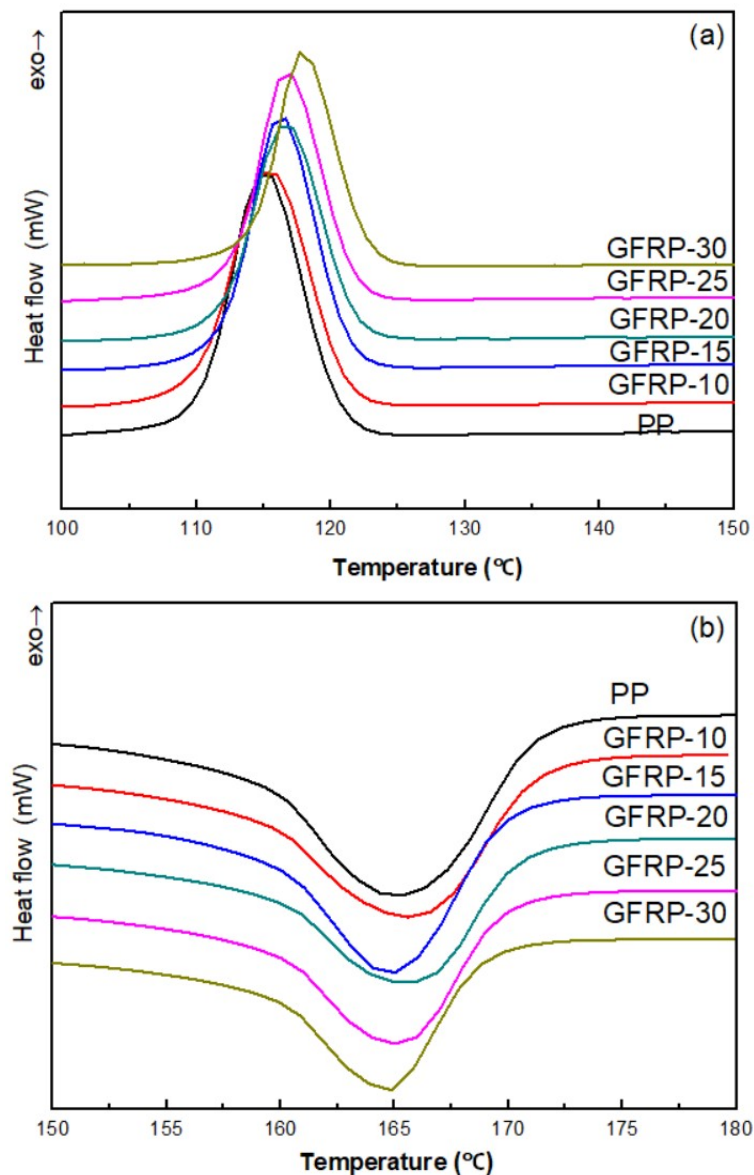 exo→
(a)
Heat flow (mW)
GFRP-30
GFRP-25
GFRP-20
GFRP-15
GFRP-10
PP
100 110 120 130 140 150
Temperature (℃)
exo→
(b)
Heat flow (mW)
PP
GFRP-10
GFRP-15
GFRP-20
GFRP-25
GFRP-30
150 155 160 165 170 175 180
Temperature (℃)